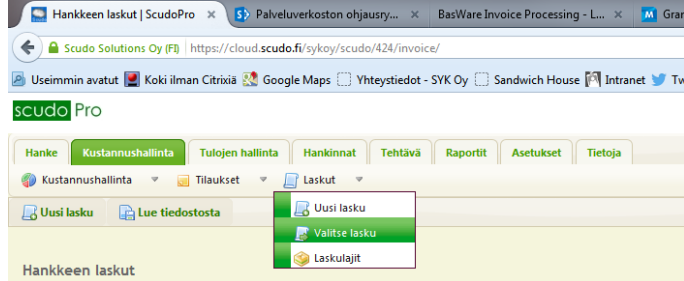 Hankkeen laskut | ScudoPro × Palveluverkoston ohjausry... × BasWare Invoice Processing - L... × Gran
Scudo Solutions Oy (FI) https://cloud.scudo.fi/sykoy/scudo/424/invoice/
Useimmin avatut Koki ilman Citrixiä Google Maps Yhteystiedot - SYK Oy Sandwich House Intranet Tw
scudo Pro
Hanke Kustannushallinta Tulojen hallinta Hankinnat Tehtävä Raportit Asetukset Tietoja
Kustannushallinta Tilaukset Laskut
Uusi lasku
Uusi lasku Lue tiedostosta
Valitse lasku
Laskulajit
Hankkeen laskut